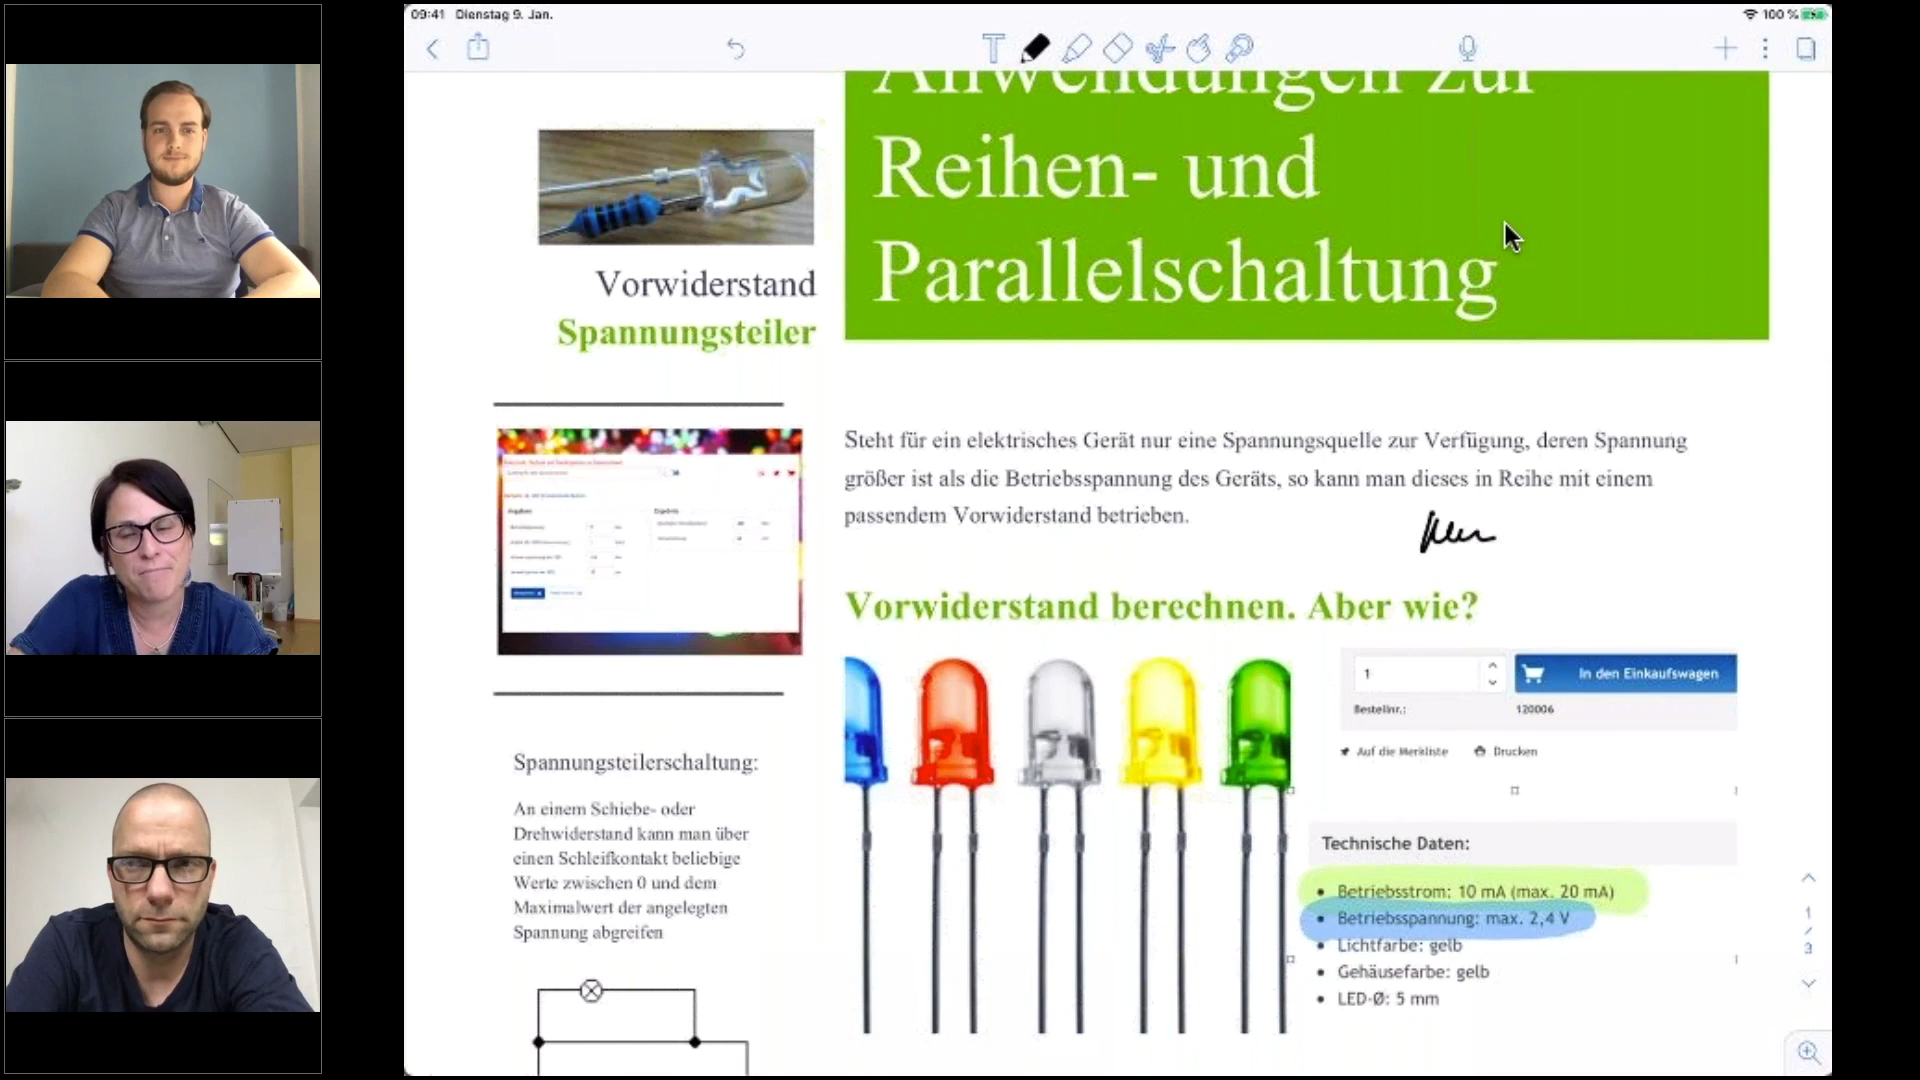 09:41 Dienstag 9. Jan.
100 %
Anwendungen zur
Reihen- und
Parallelschaltung
Vorwiderstand
Spannungsteiler
Steht für ein elektrisches Gerät nur eine Spannungsquelle zur Verfügung, deren Spannung
größer ist als die Betriebsspannung des Geräts, so kann man dieses in Reihe mit einem
passendem Vorwiderstand betrieben.
Vorwiderstand berechnen. Aber wie?
1
In den Einkaufswagen
Bestellnr.: 120006
Auf die Merkliste Drucken
Technische Daten:
• Betriebsstrom: 10 mA (max. 20 mA)
• Betriebsspannung: max. 2,4 V
• Lichtfarbe: gelb
• Gehäusefarbe: gelb
• LED-Ø: 5 mm
Spannungsteilerschaltung:
An einem Schiebe- oder
Drehwiderstand kann man über
einen Schleifkontakt beliebige
Werte zwischen 0 und dem
Maximalwert der angelegten
Spannung abgreifen
1
/
3